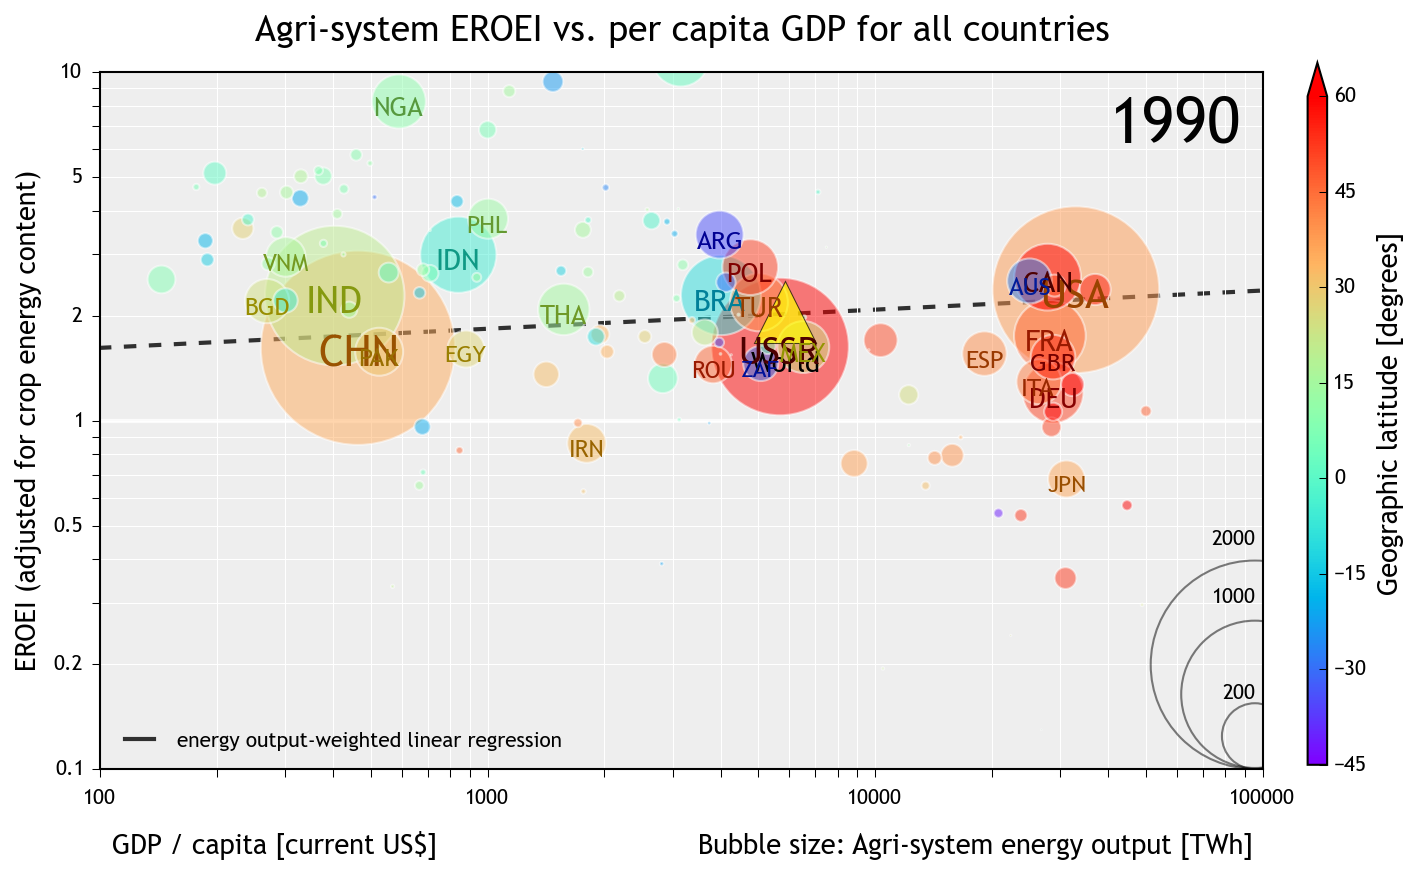 Agri-system EROEI vs. per capita GDP for all countries
1990
EROEI (adjusted for crop energy content)
10
5
2
1
0.5
0.2
0.1
NGA
PHL
VNM
IDN
BGD
IND
CHN
PAK
EGY
THA
IRN
ARG
POL
BRA
TUR
USSR
World
MEX
ZAF
ROU
AUS
CAN
USA
FRA
ESP
GBR
ITA
DEU
JPN
2000
1000
200
energy output-weighted linear regression
100
1000
10000
100000
GDP / capita [current US$]
Bubble size: Agri-system energy output [TWh]
60
45
30
15
0
−15
−30
−45
Geographic latitude [degrees]